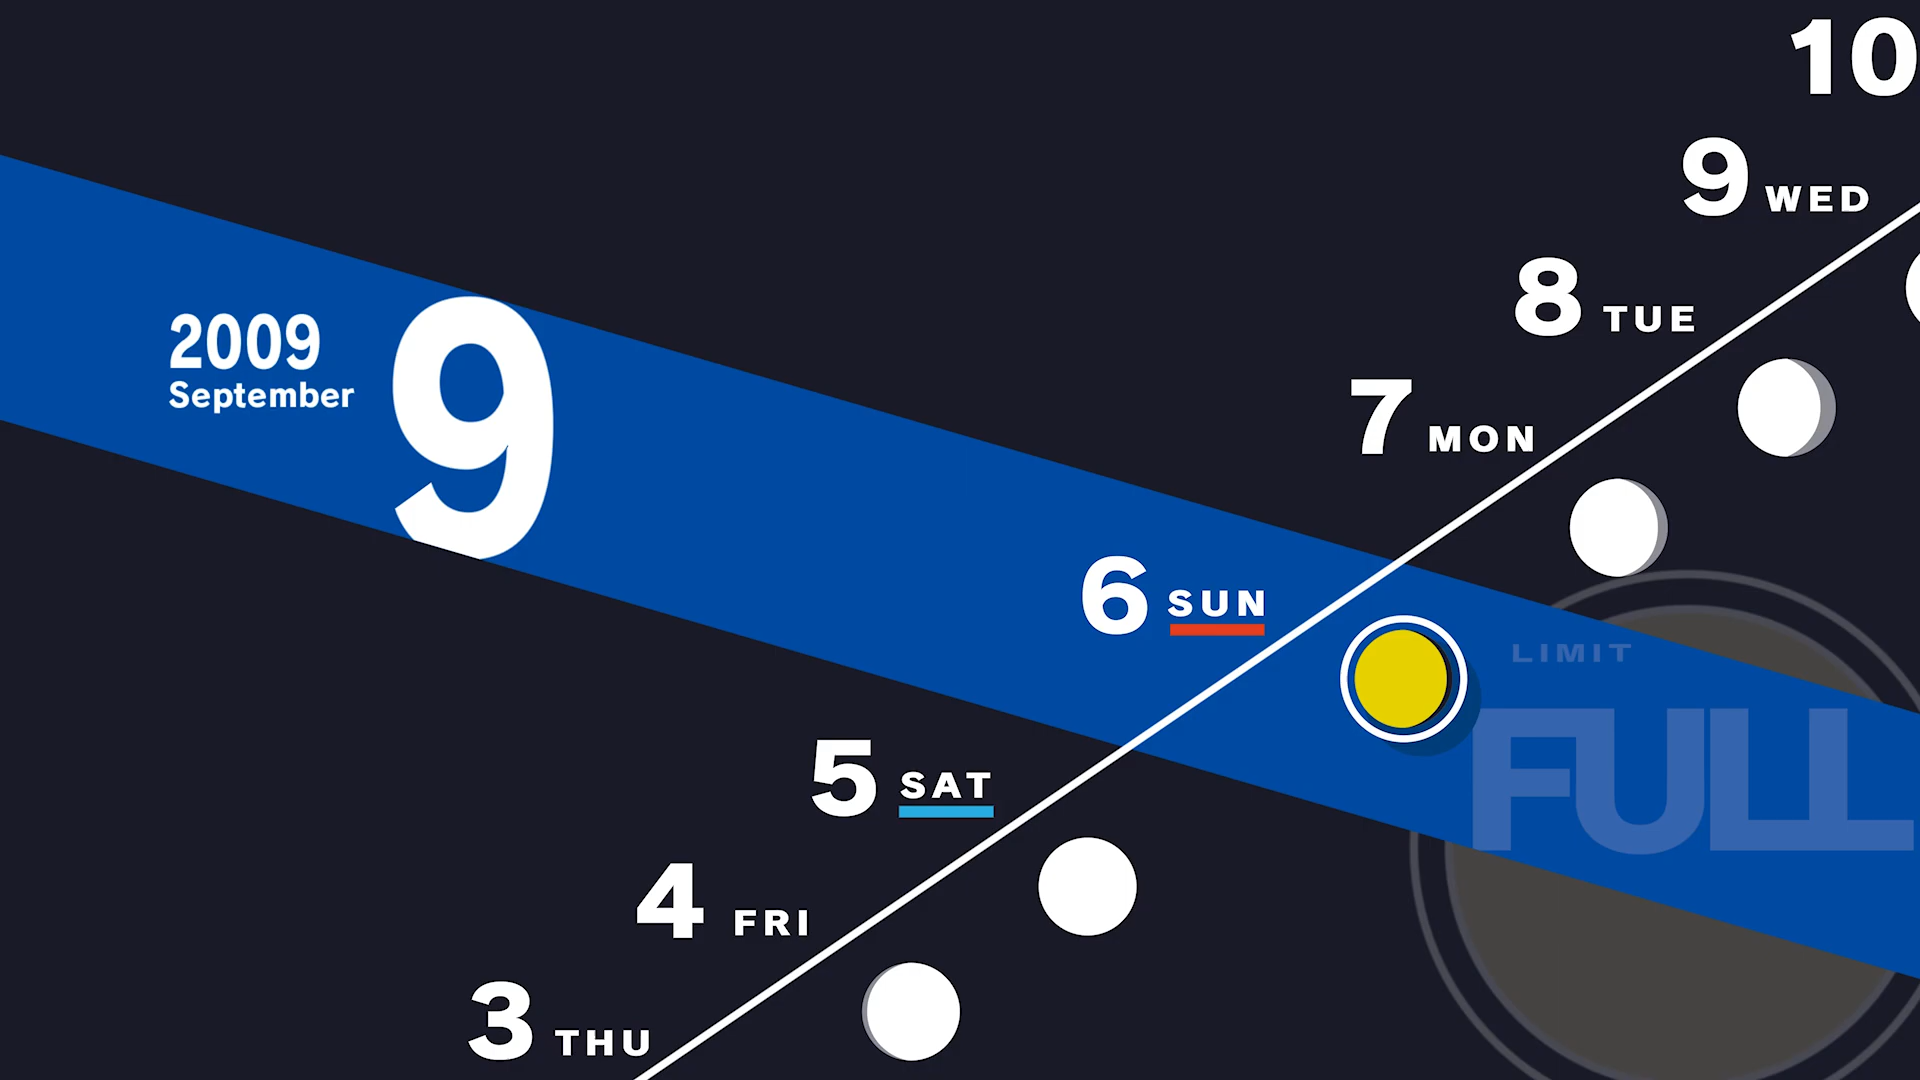 10
9 WED
8 TUE
2009
September
9
7 MON
6 SUN
LIMIT
FULL
5 SAT
4 FRI
3 THU